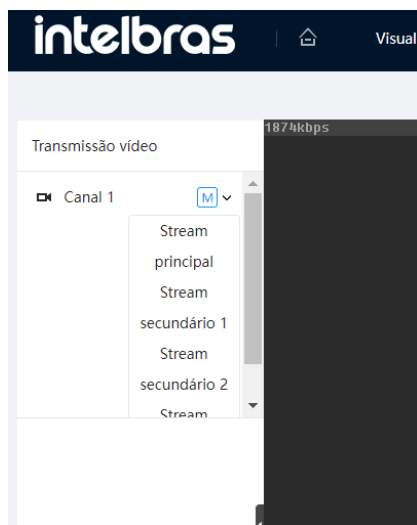 intelbras
Visual
Transmissão vídeo
1874kbps
Canal 1
M
Stream
principal
Stream
secundário 1
Stream
secundário 2
Stream